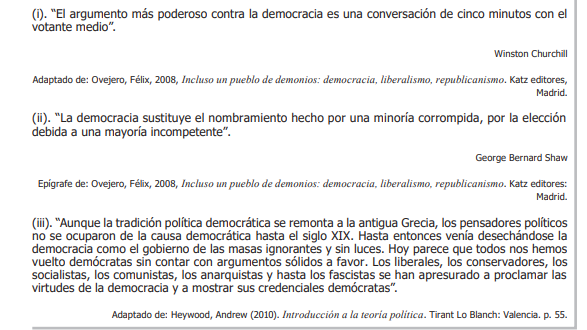 (i). “El argumento más poderoso contra la democracia es una conversación de cinco minutos con el
votante medio”.
Winston Churchill
Adaptado de: Ovejero, Félix, 2008, Incluso un pueblo de demonios: democracia, liberalismo, republicanismo. Katz editores,
Madrid.
(ii). “La democracia sustituye el nombramiento hecho por una minoría corrompida, por la elección
debida a una mayoría incompetente”.
George Bernard Shaw
Epígrafe de: Ovejero, Félix, 2008, Incluso un pueblo de demonios: democracia, liberalismo, republicanismo. Katz editores:
Madrid.
(iii). “Aunque la tradición política democrática se remonta a la antigua Grecia, los pensadores políticos
no se ocuparon de la causa democrática hasta el siglo XIX. Hasta entonces venía desechándose la
democracia como el gobierno de las masas ignorantes y sin luces. Hoy parece que todos nos hemos
vuelto demócratas sin contar con argumentos sólidos a favor. Los liberales, los conservadores, los
socialistas, los comunistas, los anarquistas y hasta los fascistas se han apresurado a proclamar las
virtudes de la democracia y a mostrar sus credenciales demócratas”.
Adaptado de: Heywood, Andrew (2010). Introducción a la teoría política. Tirant Lo Blanch: Valencia. p. 55.